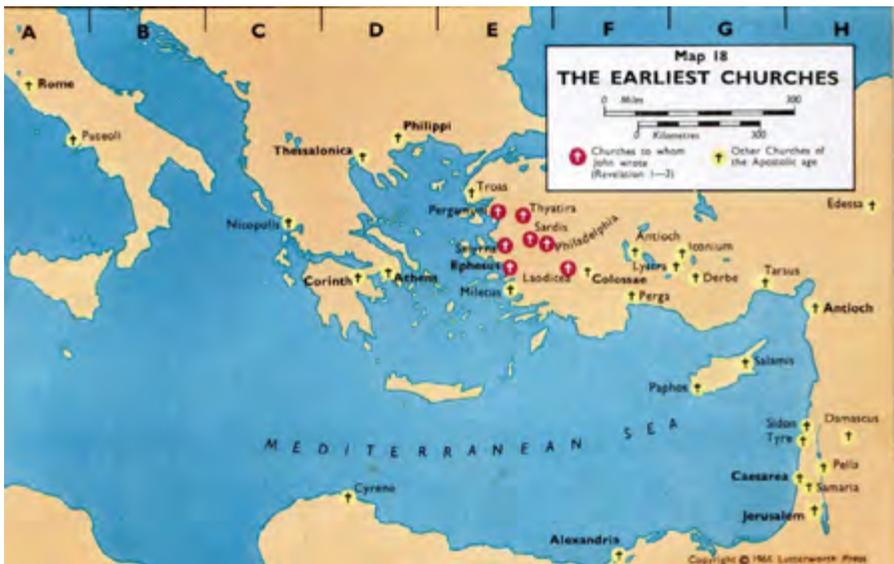 A B C D E F G H
Map 18
THE EARLIEST CHURCHES
0 Miles 300
0 Kilometres 300
Churches to whom
John wrote
(Revelation 1—3)
Other Churches of
the Apostolic age
Rome
Puteoli
Philippi
Thessalonica
Troas
Edessa
Pergamum
Thyatira
Nicopolis
Sardis
Philadelphia
Smyrna
Antioch
Iconium
Ephesus
Laodicea
Colossae
Lystra
Derbe
Tarsus
Corinth
Athens
Miletus
Perga
Antioch
Salamis
Paphos
MEDITERRANEAN SEA
Sidon
Damascus
Tyre
Pella
Caesarea
Samaria
Cyrene
Jerusalem
Alexandria
Copyright © Lutterworth Press